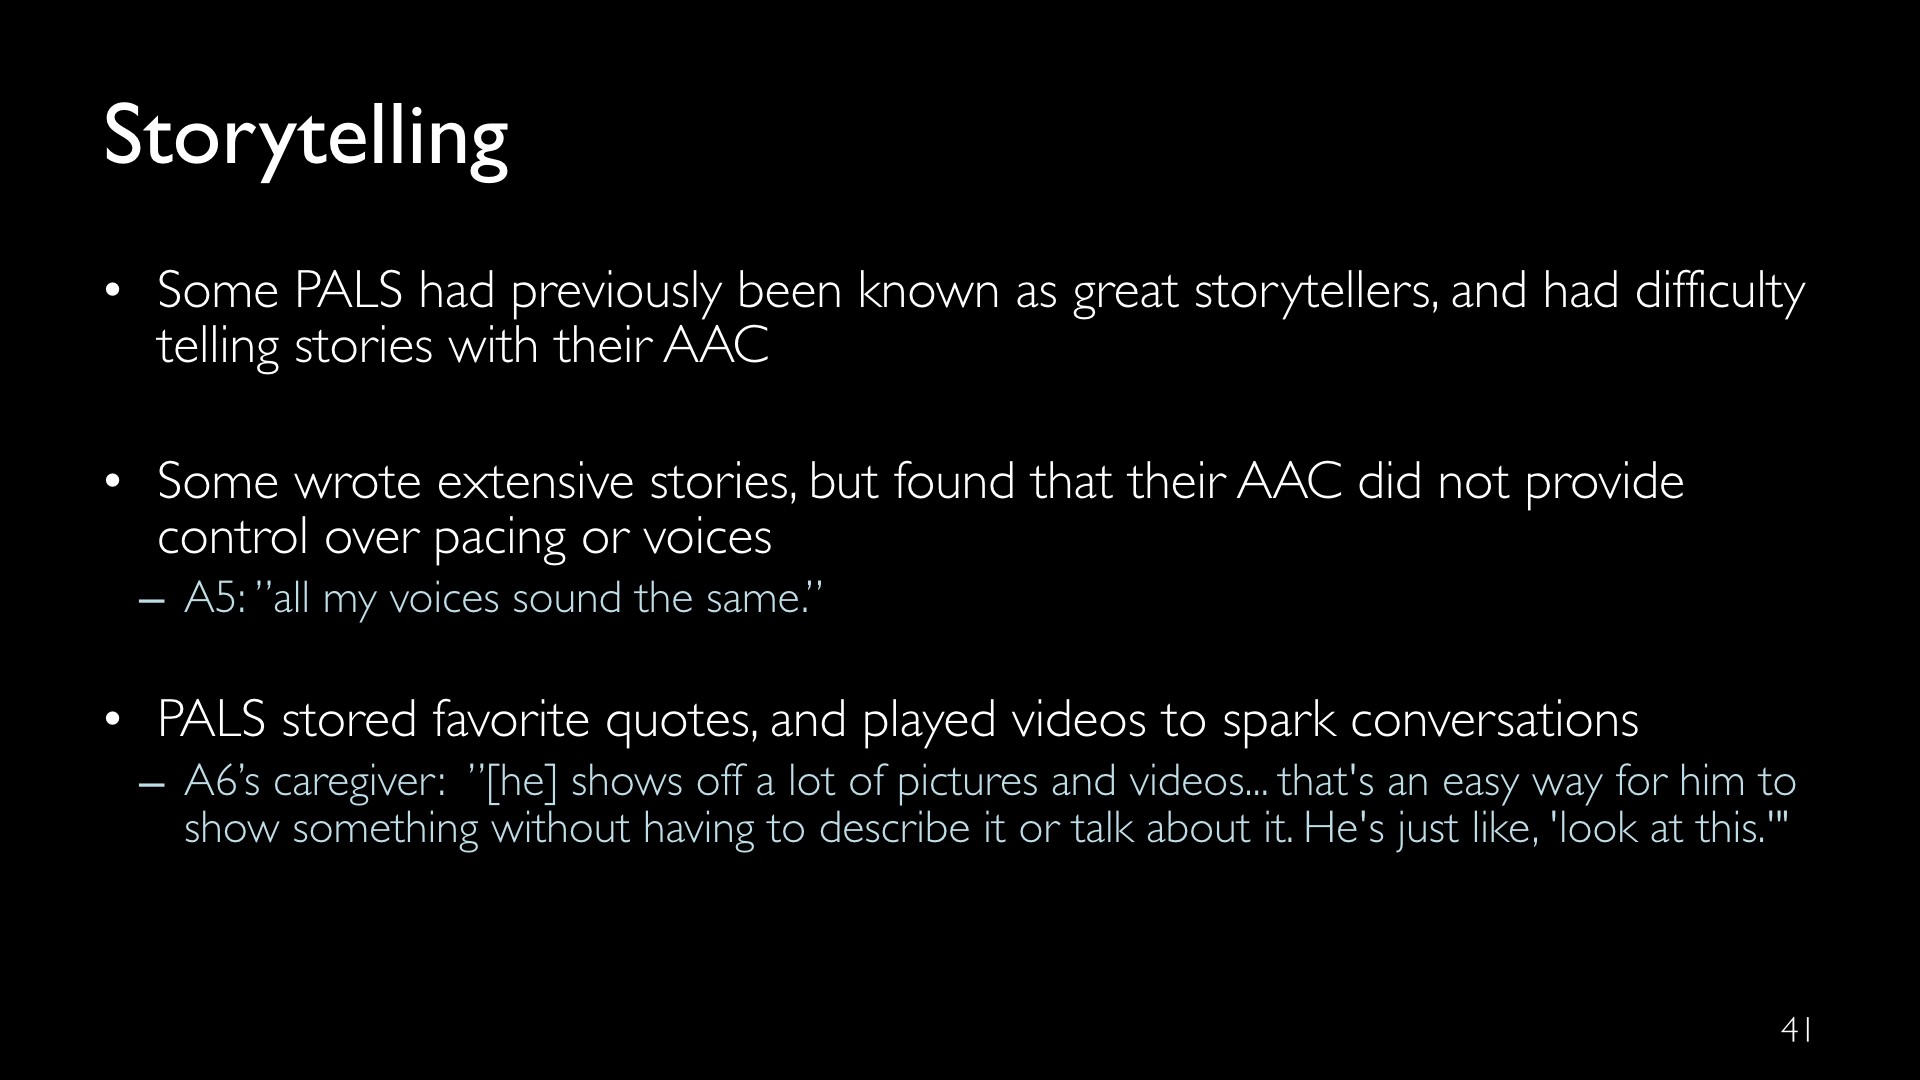 Storytelling
• Some PALS had previously been known as great storytellers, and had difficulty
telling stories with their AAC
• Some wrote extensive stories, but found that their AAC did not provide
control over pacing or voices
– A5: ”all my voices sound the same.”
• PALS stored favorite quotes, and played videos to spark conversations
– A6’s caregiver:  ”[he] shows off a lot of pictures and videos... that's an easy way for him to
show something without having to describe it or talk about it. He's just like, 'look at this.'"
41